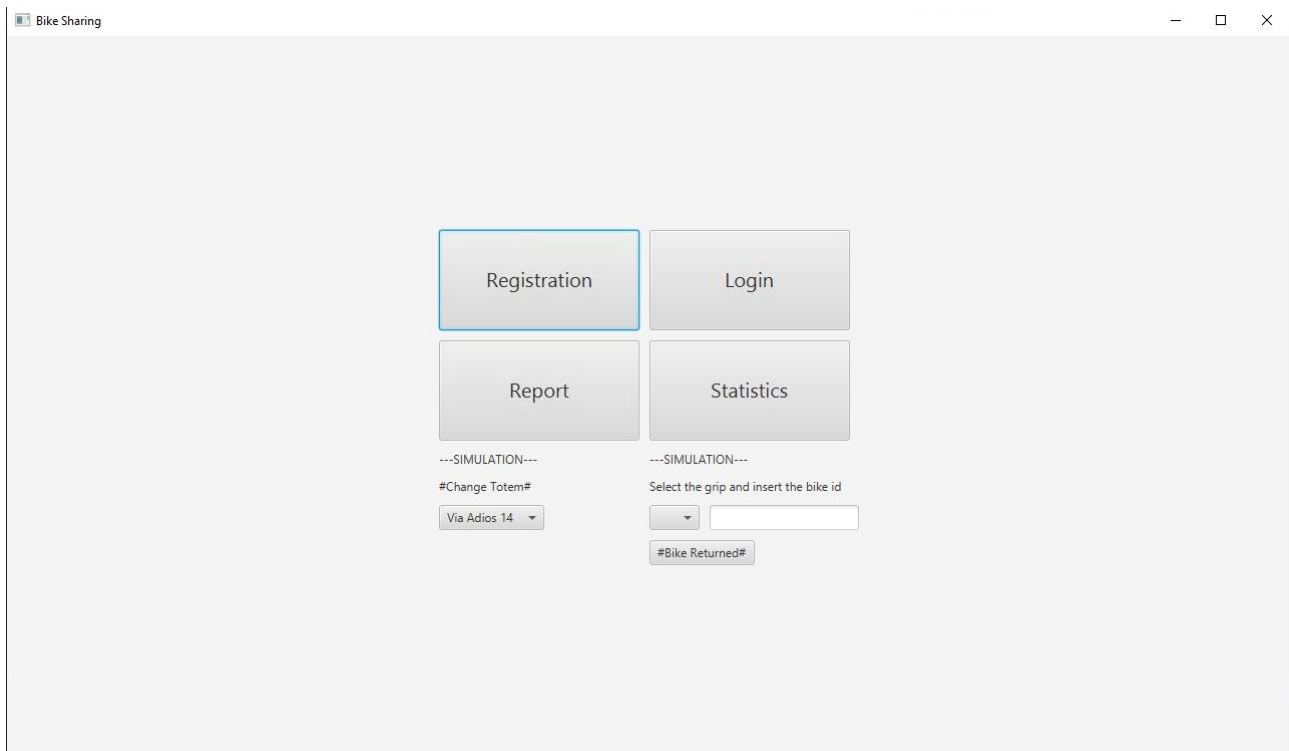 Bike Sharing
Registration
Login
Report
Statistics
---SIMULATION---
#Change Totem#
Via Adios 14
---SIMULATION---
Select the grip and insert the bike id
#Bike Returned#